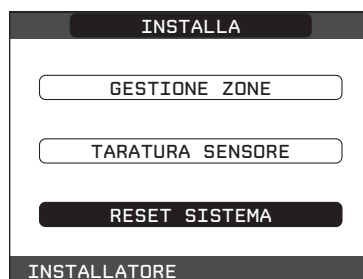 INSTALLA
GESTIONE ZONE
TARATURA SENSORE
RESET SISTEMA
INSTALLATORE